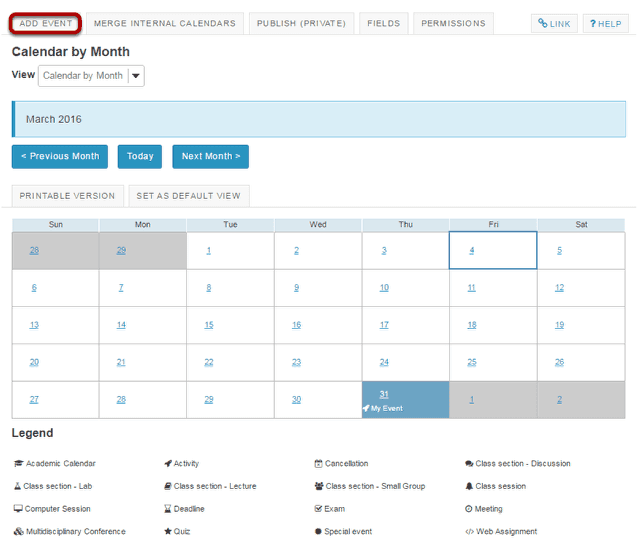 ADD EVENT MERGE INTERNAL CALENDARS PUBLISH (PRIVATE) FIELDS PERMISSIONS LINK ? HELP
Calendar by Month
View Calendar by Month
March 2016
< Previous Month Today Next Month >
PRINTABLE VERSION SET AS DEFAULT VIEW
Sun Mon Tue Wed Thu Fri Sat
28 29 1 2 3 4 5
6 7 8 9 10 11 12
13 14 15 16 17 18 19
20 21 22 23 24 25 26
27 28 29 30 31 1 2
My Event
Legend
Academic Calendar Activity Cancellation Class section - Discussion
Class section - Lab Class section - Lecture Class section - Small Group Class session
Computer Session Deadline Exam Meeting
Multidisciplinary Conference Quiz Special event Web Assignment